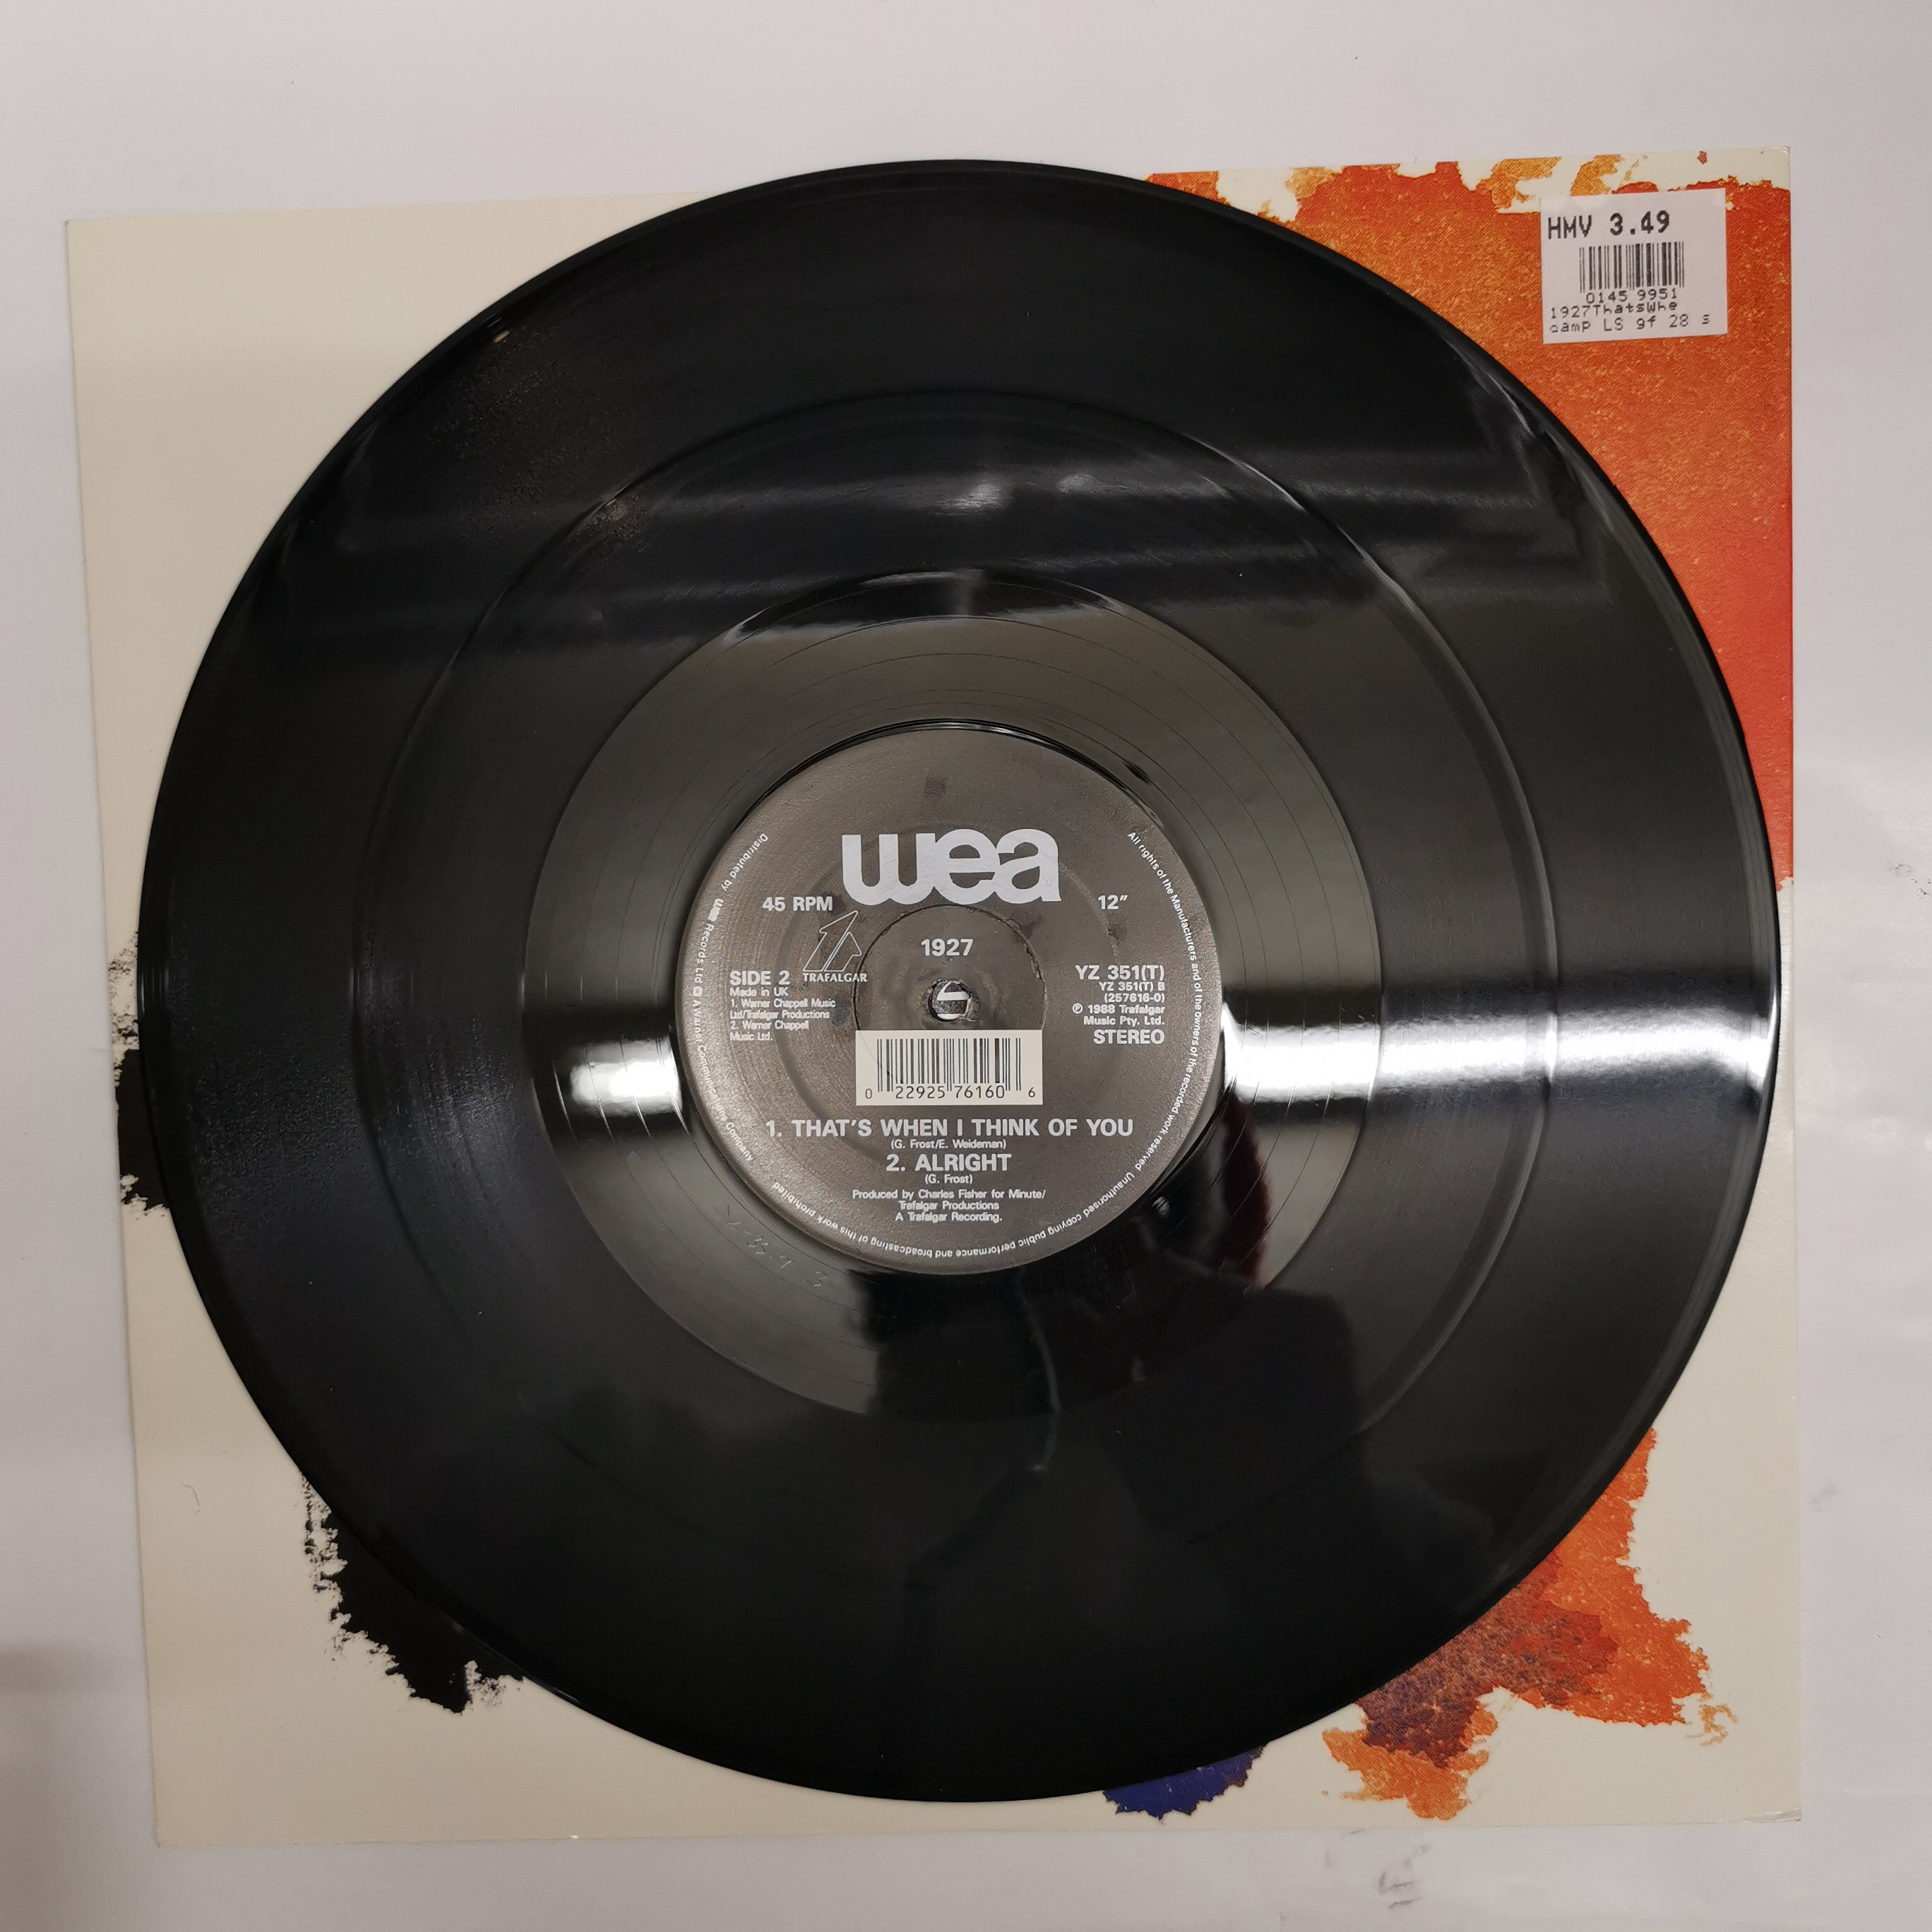 HMV 3.49
0145 9951
1927ThatsWhe
camp LS gf 28 s
wea
45 RPM
12"
1927
TRAFALGAR
SIDE 2
Made in UK
1. Warner Chappell Music
Ltd/Trafalgar Productions
2. Warner Chappell
Music Ltd.
YZ 351(T)
YZ 351(T) B
(257616-0)
℗ 1988 Trafalgar
Music Pty. Ltd.
STEREO
0 22925 76160 6
1. THAT'S WHEN I THINK OF YOU
(G. Frost/E. Weideman)
2. ALRIGHT
(G. Frost)
Produced by Charles Fisher for Minute/
Trafalgar Productions
A Trafalgar Recording.
All rights of the Manufacturers and of the owners of the recorded work reserved Unauthorised copying public performance and broadcasting of this work prohibited
Distributed by wea Records Ltd. A Warner Communications Company